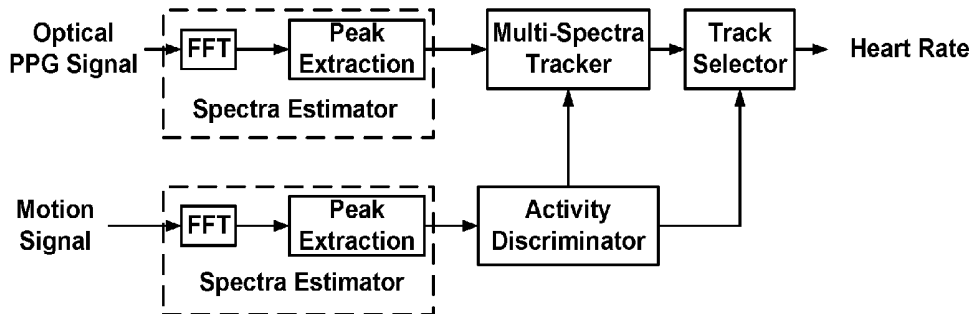 Optical
PPG Signal
FFT
Peak
Extraction
Spectra Estimator
Multi-Spectra
Tracker
Track
Selector
Heart Rate
Motion
Signal
FFT
Peak
Extraction
Spectra Estimator
Activity
Discriminator